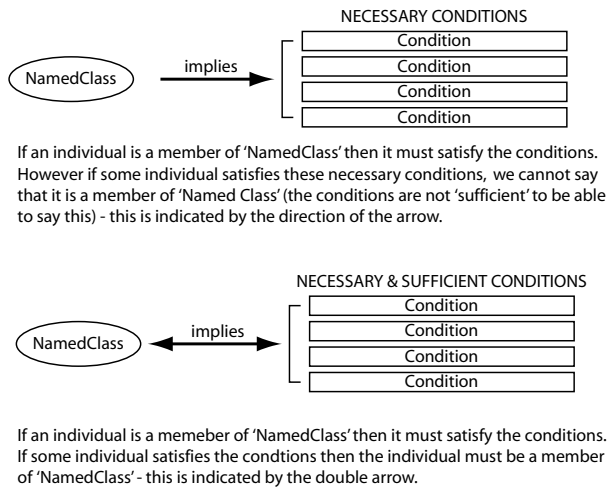 NECESSARY CONDITIONS
Condition
NamedClass
implies
Condition
Condition
Condition
If an individual is a member of ‘NamedClass’ then it must satisfy the conditions.
However if some individual satisfies these necessary conditions, we cannot say
that it is a member of ‘Named Class’ (the conditions are not ‘sufficient’ to be able
to say this) - this is indicated by the direction of the arrow.
NECESSARY & SUFFICIENT CONDITIONS
Condition
NamedClass
implies
Condition
Condition
Condition
If an individual is a memeber of ‘NamedClass’ then it must satisfy the conditions.
If some individual satisfies the condtions then the individual must be a member
of ‘NamedClass’ - this is indicated by the double arrow.